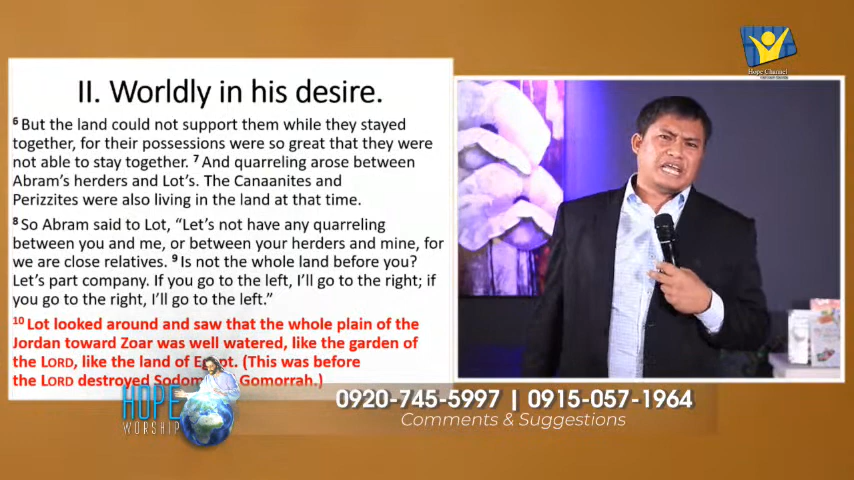 II. Worldly in his desire.
6 But the land could not support them while they stayed
together, for their possessions were so great that they were
not able to stay together. 7 And quarreling arose between
Abram's herders and Lot's. The Canaanites and
Perizzites were also living in the land at that time.
8 So Abram said to Lot, “Let's not have any quarreling
between you and me, or between your herders and mine, for
we are close relatives. 9 Is not the whole land before you?
Let's part company. If you go to the left, I'll go to the right; if
you go to the right, I'll go to the left.”
10 Lot looked around and saw that the whole plain of the
Jordan toward Zoar was well watered, like the garden of
the LORD, like the land of (This was before
the LORD destroyed Gomorrah.)
Hope Channel
HOPE
WORSHIP
0920-745-5997 | 0915-057-1964
Comments & Suggestions